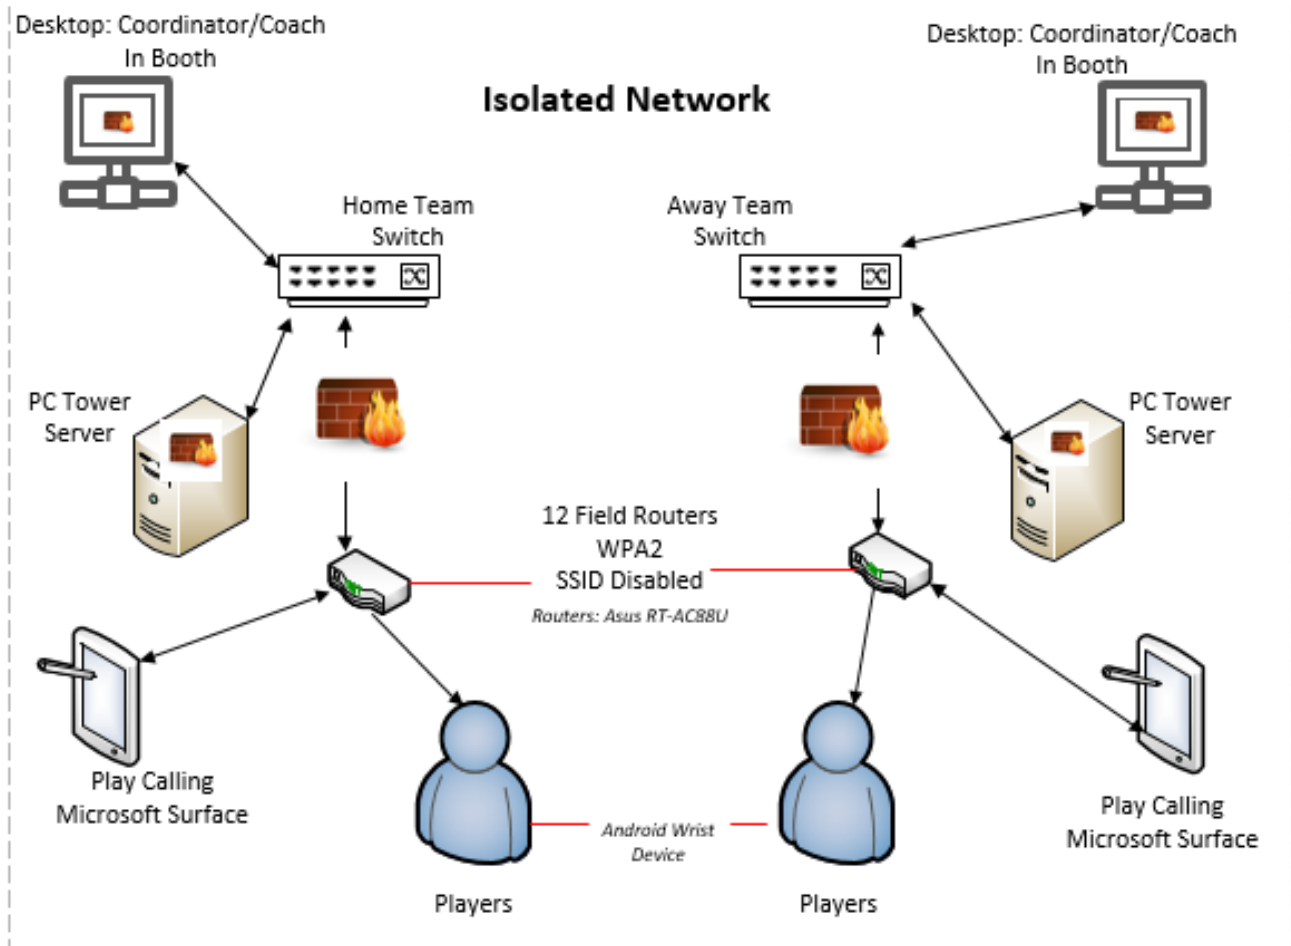 Desktop: Coordinator/Coach
In Booth
Desktop: Coordinator/Coach
In Booth
Isolated Network
Home Team
Switch
Away Team
Switch
PC Tower
Server
PC Tower
Server
12 Field Routers
WPA2
SSID Disabled
Routers: Asus RT-AC88U
Play Calling
Microsoft Surface
Play Calling
Microsoft Surface
Android Wrist
Device
Players
Players